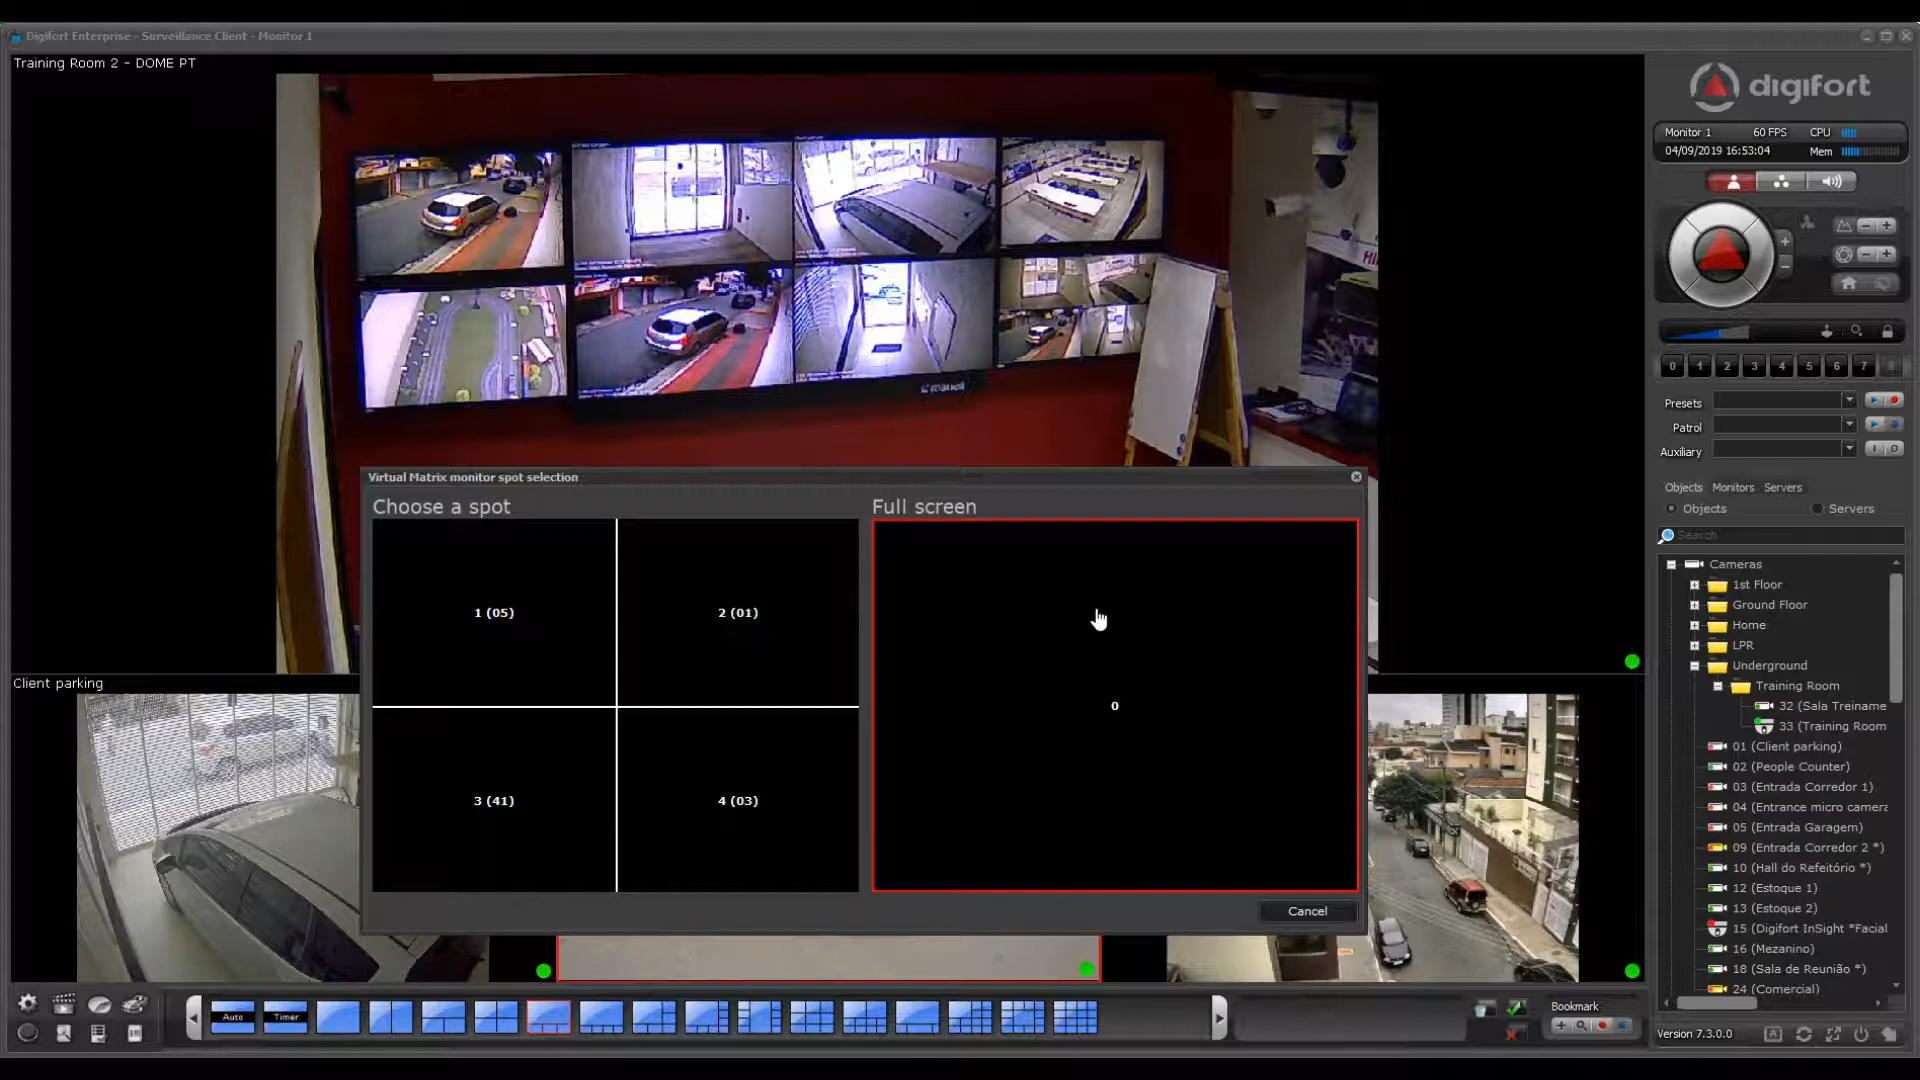 Digifort Enterprise - Surveillance Client - Monitor 1
Training Room 2 - DOME PT
digifort
Monitor 1 60 FPS CPU
04/09/2019 16:53:04 Mem
0 1 2 3 4 5 6 7 8
Presets
Patrol
Auxiliary
Objects Monitors Servers
Objects Servers
Search
Cameras
1st Floor
Ground Floor
Home
LPR
Underground
Training Room
32 (Sala Treiname
33 (Training Room
01 (Client parking)
02 (People Counter)
03 (Entrada Corredor 1)
04 (Entrance micro camera
05 (Entrada Garagem)
09 (Entrada Corredor 2 *)
10 (Hall do Refeitório *)
12 (Estoque 1)
13 (Estoque 2)
15 (Digifort InSight *Facial
16 (Mezanino)
18 (Sala de Reunião *)
24 (Comercial)
Virtual Matrix monitor spot selection
Choose a spot
Full screen
1 (05)
2 (01)
3 (41)
4 (03)
0
Cancel
Client parking
Auto
Timer
Bookmark
Version 7.3.0.0